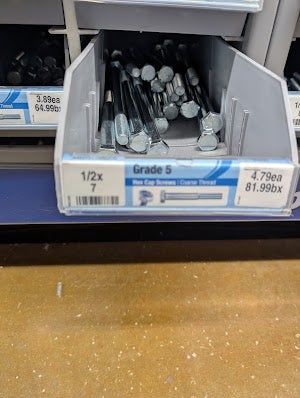 3.89ea
64.99bx
1/2x
7
Grade 5
Hex Cap Screws | Coarse Thread
4.79ea
81.99bx